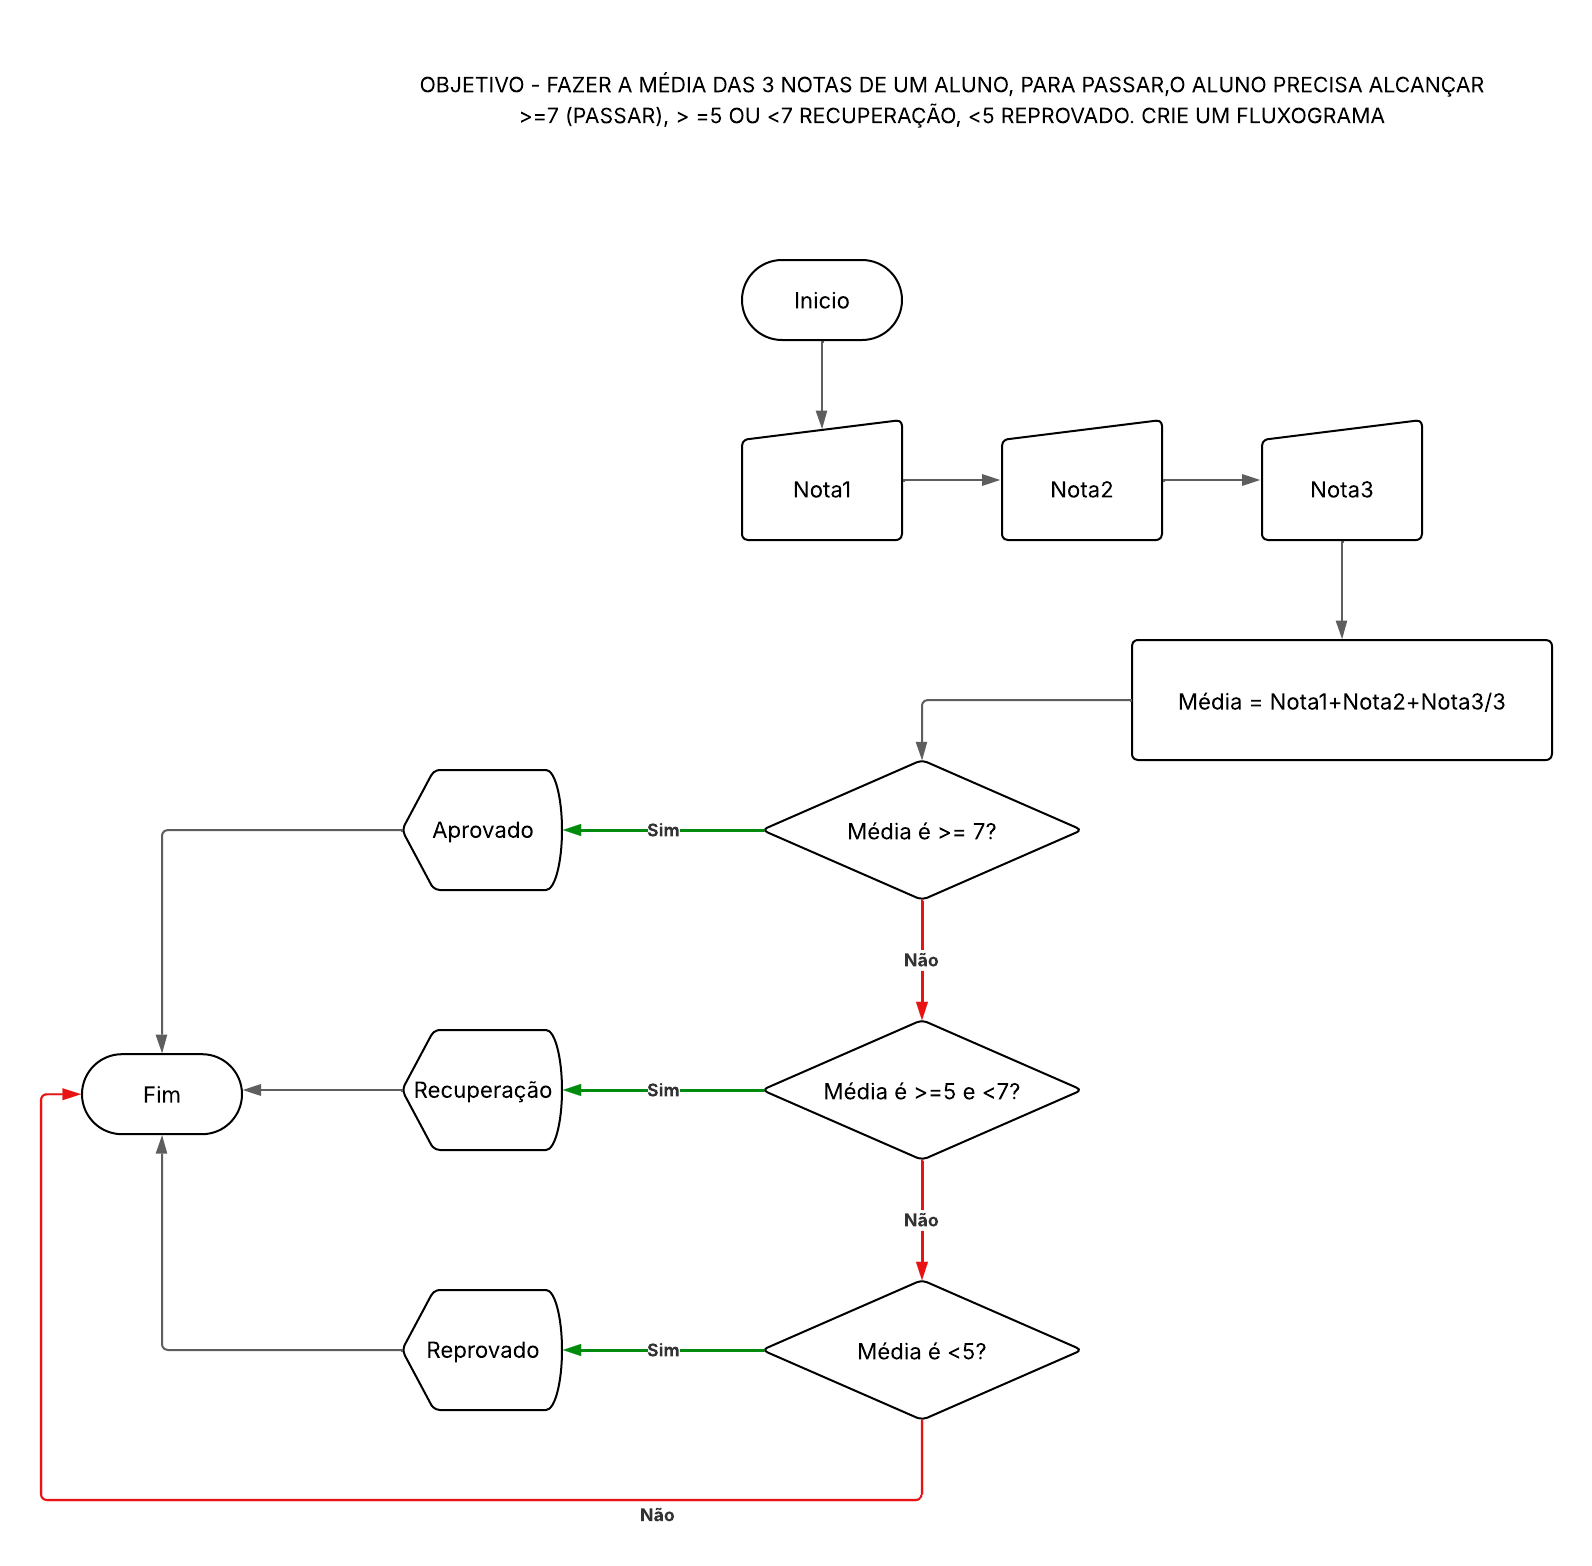 OBJETIVO - FAZER A MÉDIA DAS 3 NOTAS DE UM ALUNO, PARA PASSAR,O ALUNO PRECISA ALCANÇAR
>=7 (PASSAR), > =5 OU <7 RECUPERAÇÃO, <5 REPROVADO. CRIE UM FLUXOGRAMA
Inicio
Nota1
Nota2
Nota3
Média = Nota1+Nota2+Nota3/3
Média é >= 7?
Sim
Aprovado
Não
Média é >=5 e <7?
Sim
Recuperação
Fim
Não
Média é <5?
Sim
Reprovado
Não